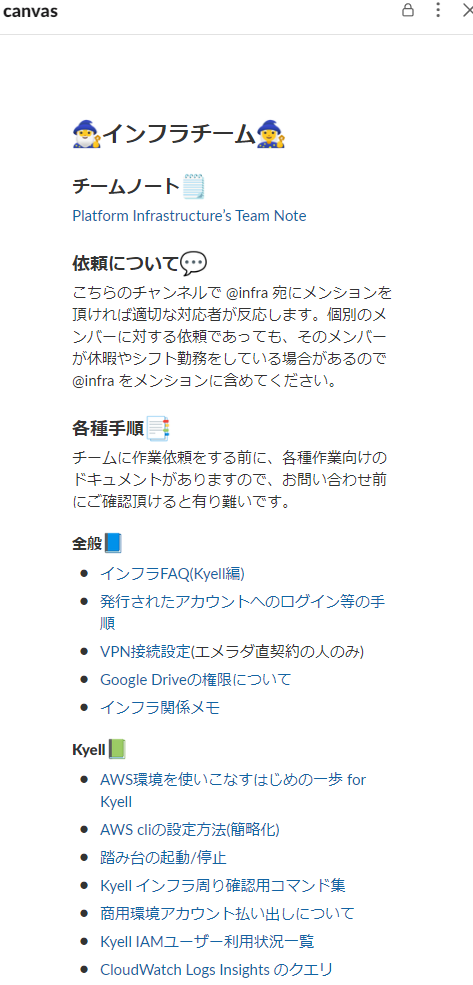 canvas
🧙‍♂️インフラチーム🧙‍♀️
チームノート🗒️
Platform Infrastructure’s Team Note
依頼について💬
こちらのチャンネルで @infra 宛にメンションを
頂ければ適切な対応者が反応します。個別のメ
ンバーに対する依頼であっても、そのメンバー
が休暇やシフト勤務をしている場合があるので
@infra をメンションに含めてください。
各種手順📑
チームに作業依頼をする前に、各種作業向けの
ドキュメントがありますので、お問い合わせ前
にご確認頂けると有り難いです。
全般📘
• インフラFAQ(Kyell編)
• 発行されたアカウントへのログイン等の手
順
• VPN接続設定(エメラダ直契約の人のみ)
• Google Driveの権限について
• インフラ関係メモ
Kyell📗
• AWS環境を使いこなすはじめの一歩 for
Kyell
• AWS cliの設定方法(簡略化)
• 踏み台の起動/停止
• Kyell インフラ周り確認用コマンド集
• 商用環境アカウント払い出しについて
• Kyell IAMユーザー利用状況一覧
• CloudWatch Logs Insights のクエリ